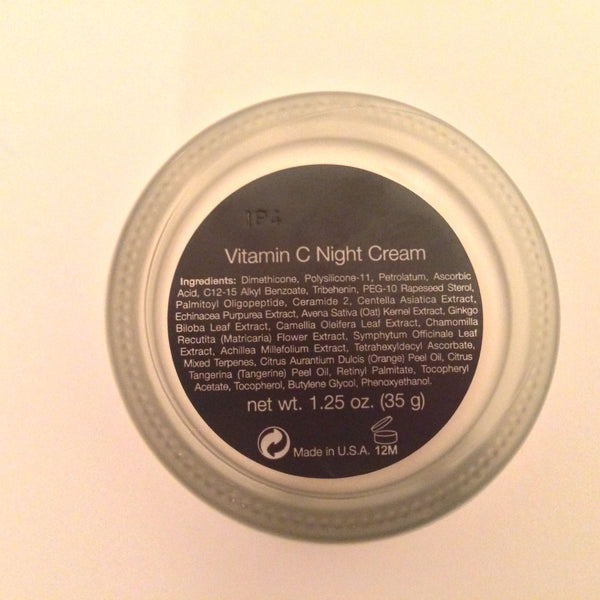 1P4
Vitamin C Night Cream
Ingredients: Dimethicone, Polysilicone-11, Petrolatum, Ascorbic
Acid, C12-15 Alkyl Benzoate, Tribehenin, PEG-10 Rapeseed Sterol,
Palmitoyl Oligopeptide, Ceramide 2, Centella Asiatica Extract,
Echinacea Purpurea Extract, Avena Sativa (Oat) Kernel Extract, Ginkgo
Biloba Leaf Extract, Camellia Oleifera Leaf Extract, Chamomilla
Recutita (Matricaria) Flower Extract, Symphytum Officinale Leaf
Extract, Achillea Millefolium Extract, Tetrahexyldecyl Ascorbate,
Mixed Terpenes, Citrus Aurantium Dulcis (Orange) Peel Oil, Citrus
Tangerina (Tangerine) Peel Oil, Retinyl Palmitate, Tocopheryl
Acetate, Tocopherol, Butylene Glycol, Phenoxyethanol.
net wt. 1.25 oz. (35 g)
Made in U.S.A. 12M